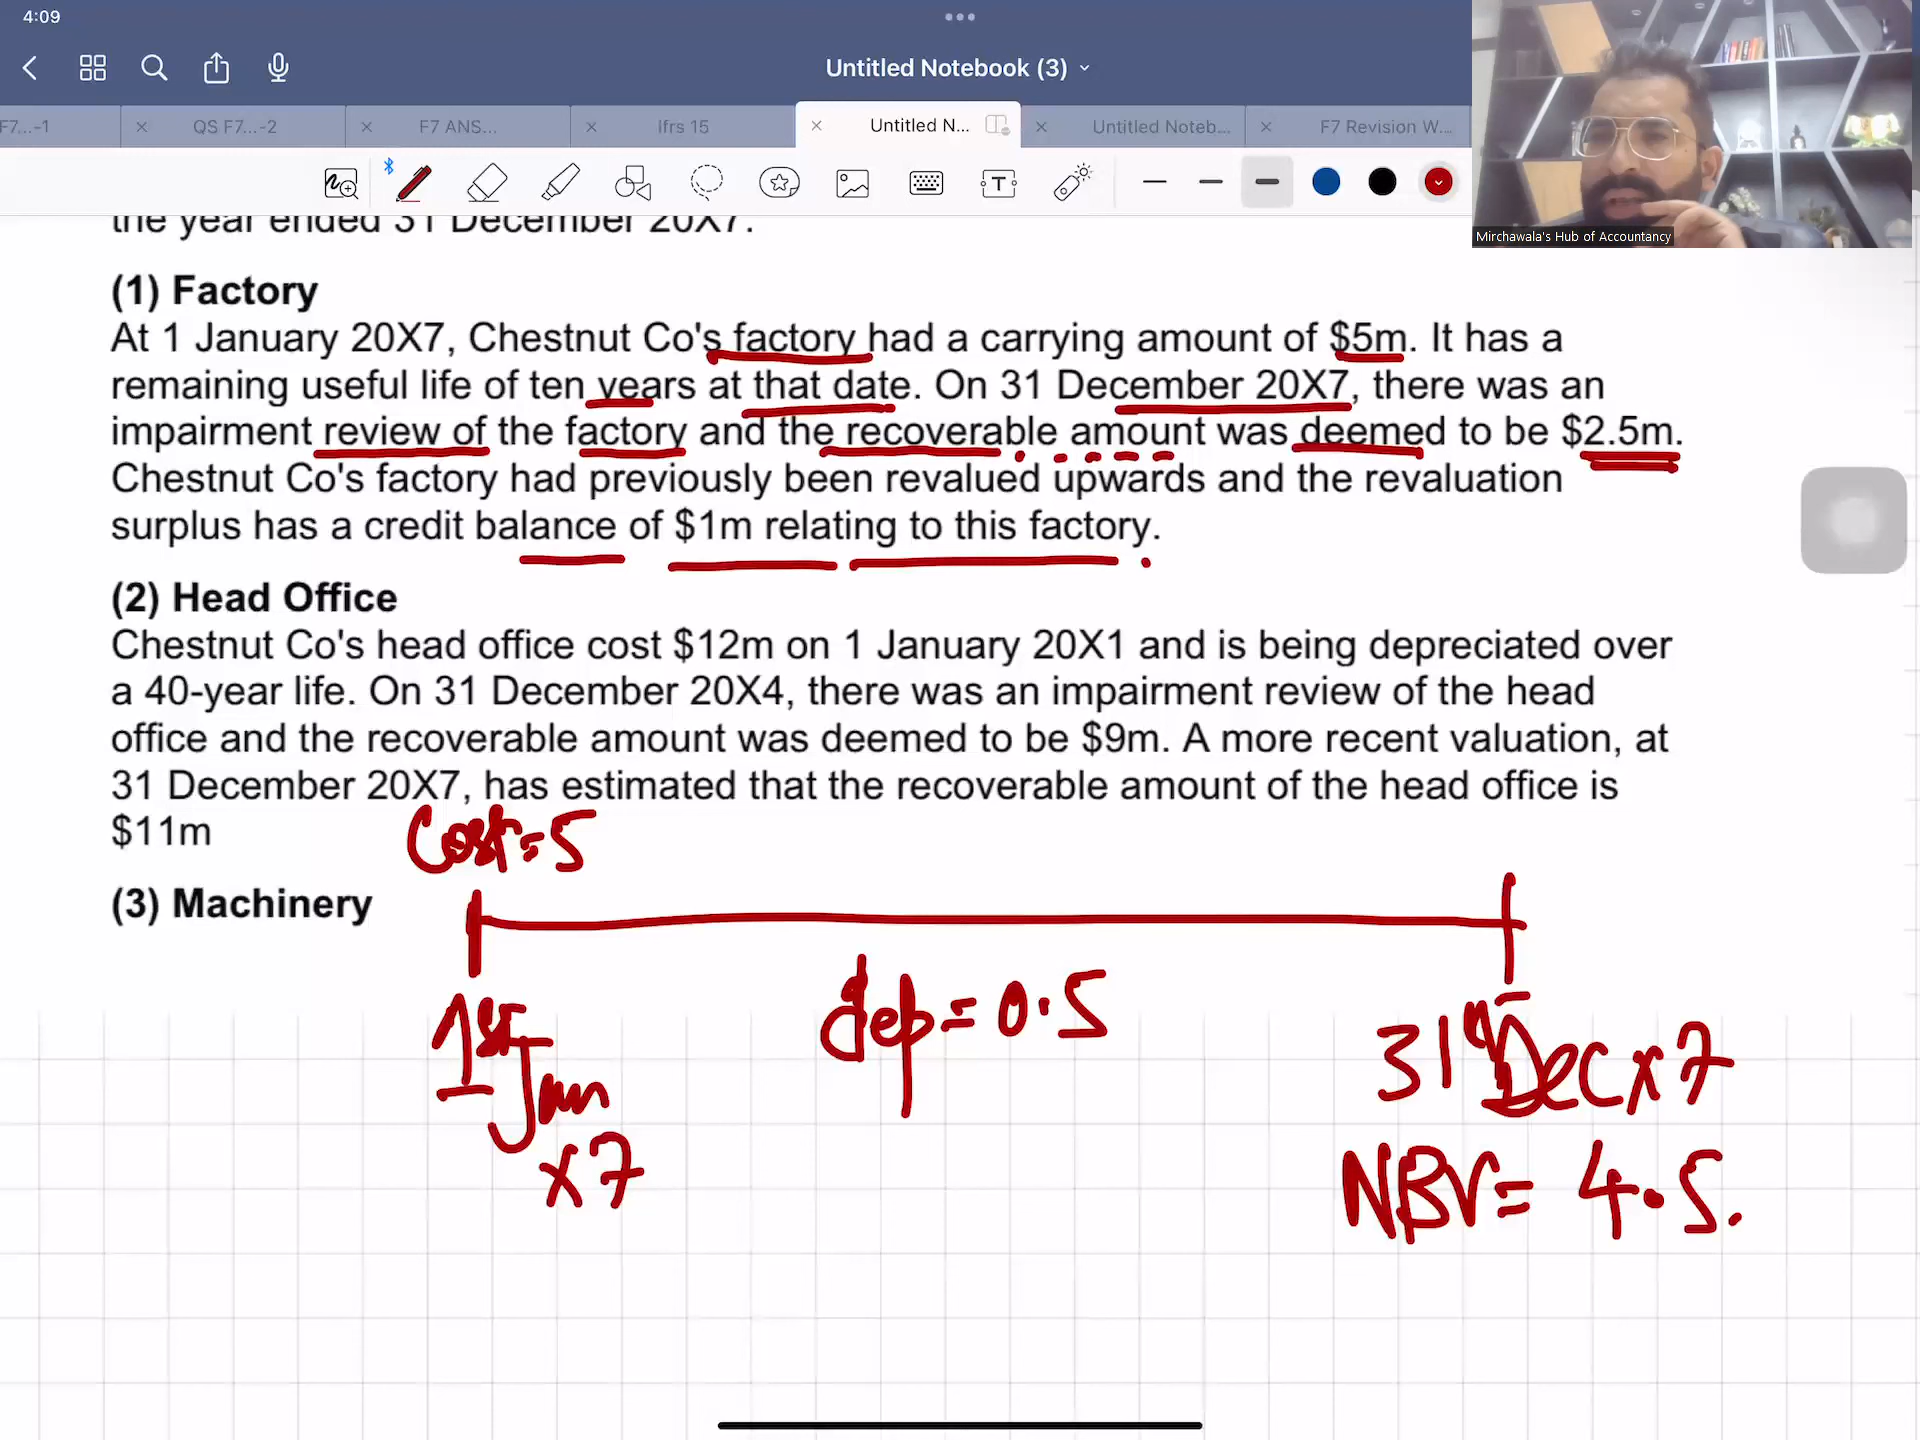 4:09
Untitled Notebook (3)
F7...-1
QS F7...-2
F7 ANS...
Ifrs 15
Untitled N...
Untitled Noteb...
F7 Revision W...
T
Mirchawala's Hub of Accountancy
the year ended 31 December 20X7.
(1) Factory
At 1 January 20X7, Chestnut Co's factory had a carrying amount of $5m. It has a
remaining useful life of ten years at that date. On 31 December 20X7, there was an
impairment review of the factory and the recoverable amount was deemed to be $2.5m.
Chestnut Co's factory had previously been revalued upwards and the revaluation
surplus has a credit balance of $1m relating to this factory.
(2) Head Office
Chestnut Co's head office cost $12m on 1 January 20X1 and is being depreciated over
a 40-year life. On 31 December 20X4, there was an impairment review of the head
office and the recoverable amount was deemed to be $9m. A more recent valuation, at
31 December 20X7, has estimated that the recoverable amount of the head office is
$11m
Cost=5
(3) Machinery
1st
Jan
x7
dep=0.5
31 Dec x7
NBV= 4.5.